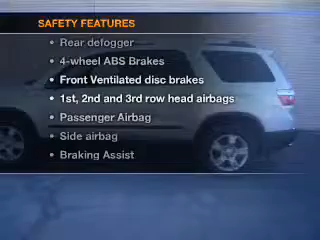 SAFETY FEATURES
• Rear defogger
• 4-wheel ABS Brakes
• Front Ventilated disc brakes
• 1st, 2nd and 3rd row head airbags
• Passenger Airbag
• Side airbag
• Braking Assist